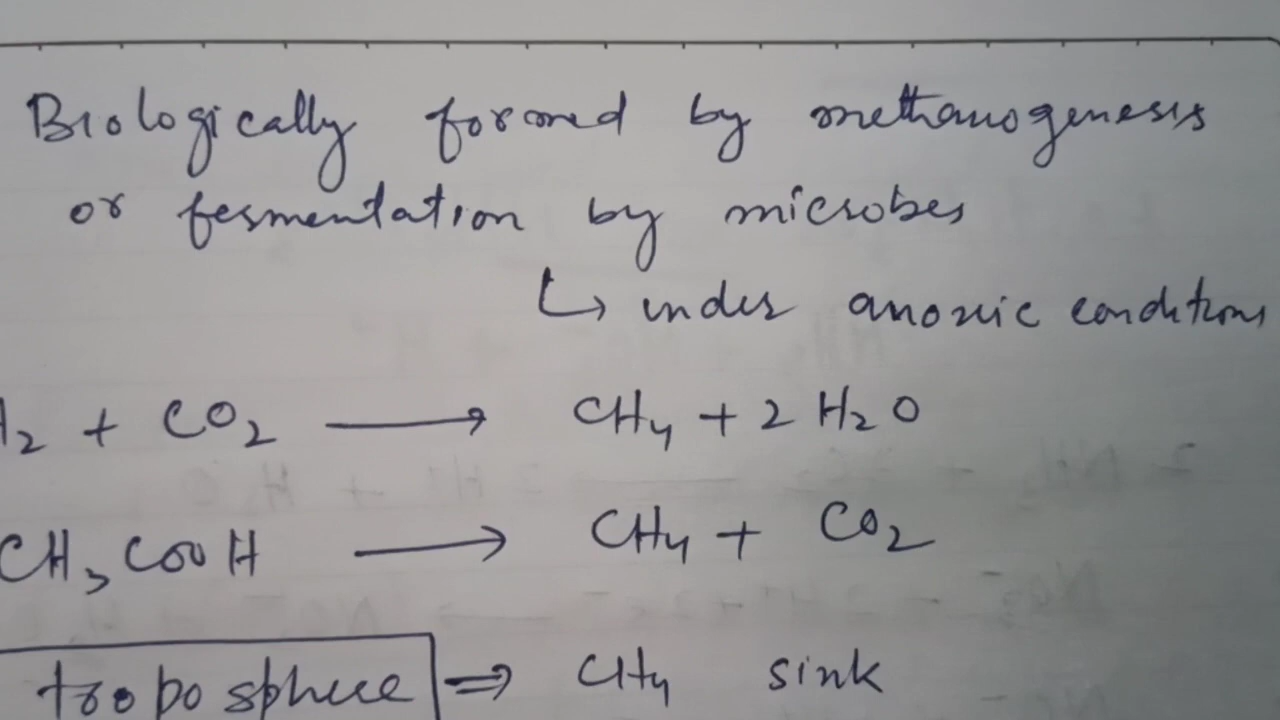 Biologically formed by methanogenesis
or fermentation by microbes
↳ under anoxic conditions
H₂ + CO₂ ⟶ CH₄ + 2 H₂O
CH₃COOH ⟶ CH₄ + CO₂
troposphere ⇒ CH₄ sink